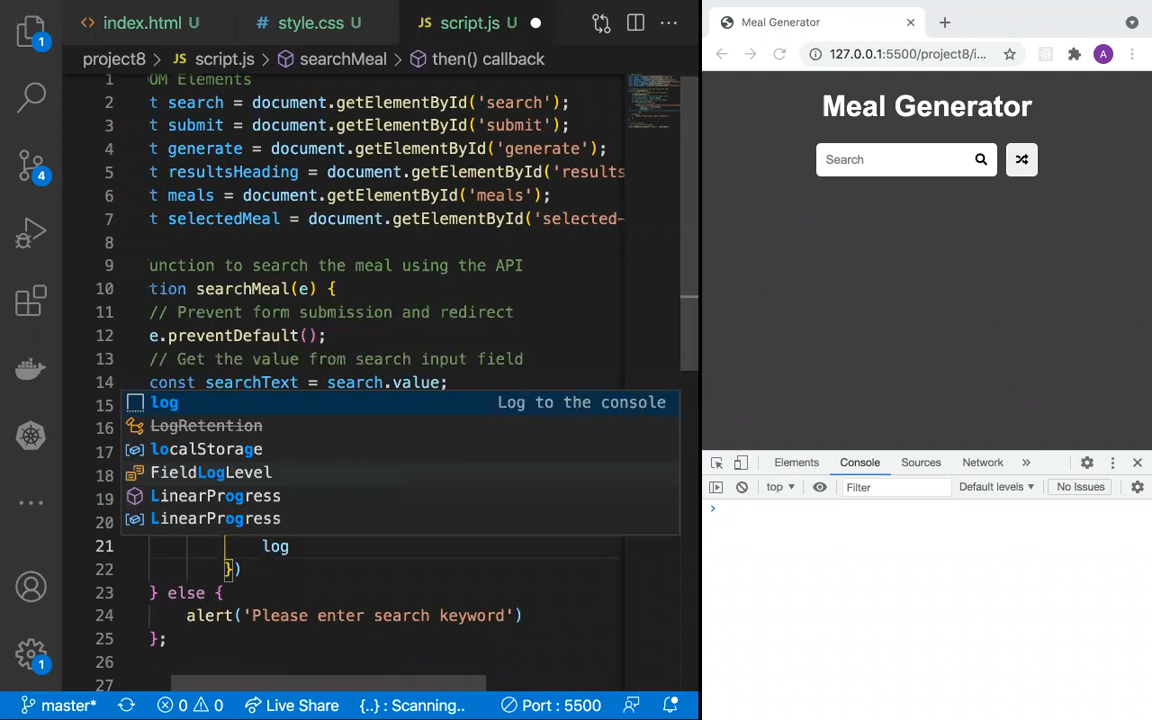 index.html U
# style.css U
JS script.js U
project8 > JS script.js > searchMeal > then() callback
1 OM Elements
2 t search = document.getElementById('search');
3 t submit = document.getElementById('submit');
4 t generate = document.getElementById('generate');
5 t resultsHeading = document.getElementById('results
6 t meals = document.getElementById('meals');
7 t selectedMeal = document.getElementById('selected-
8
9 unction to search the meal using the API
10 tion searchMeal(e) {
11 // Prevent form submission and redirect
12 e.preventDefault();
13 // Get the value from search input field
14 const searchText = search.value;
15
16
17
18
19
20
log Log to the console
LogRetention
localStorage
FieldLogLevel
LinearProgress
LinearProgress
21 log
22 })
23 } else {
24 alert('Please enter search keyword')
25 };
26
27
1
4
1
master*
0 0
Live Share
{..} : Scanning..
Port : 5500
Meal Generator
127.0.0.1:5500/project8/i...
A
Meal Generator
Search
Elements Console Sources Network »
top Filter Default levels No Issues
>